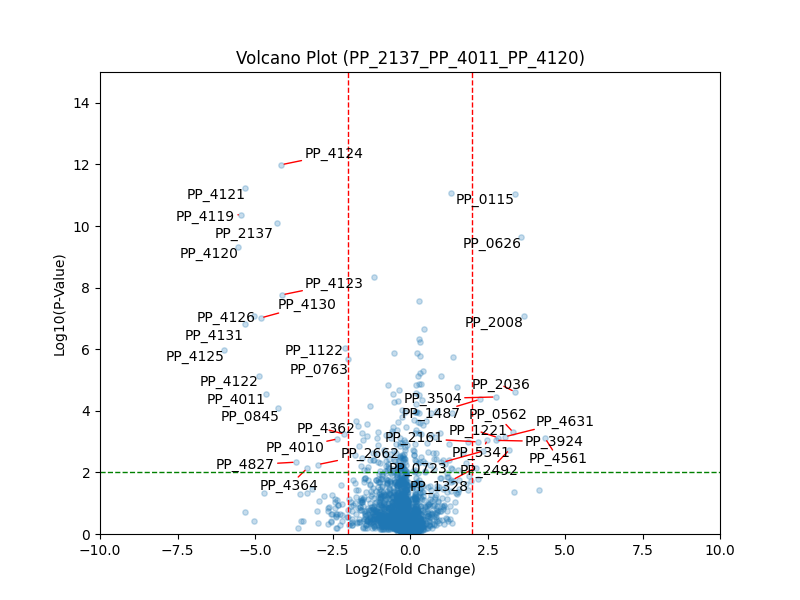 Volcano Plot (PP_2137_PP_4011_PP_4120)
14
12
10
8
6
4
2
0
Log10(P-Value)
PP_4124
PP_4121
PP_0115
PP_4119
PP_2137
PP_0626
PP_4120
PP_4123
PP_4130
PP_4126
PP_2008
PP_4131
PP_1122
PP_4125
PP_0763
PP_4122
PP_2036
PP_4011
PP_3504
PP_0845
PP_1487
PP_0562
PP_4631
PP_4362
PP_1221
PP_2161
PP_3924
PP_4010
PP_2662
PP_5341
PP_4561
PP_4827
PP_0723
PP_2492
PP_4364
PP_1328
−10.0
−7.5
−5.0
−2.5
0.0
2.5
5.0
7.5
10.0
Log2(Fold Change)